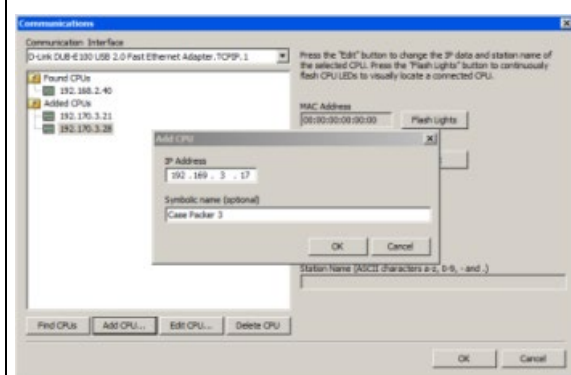 Communications
Communication Interface
D-Link DUB-E100 USB 2.0 Fast Ethernet Adapter.TCPIP.1
Press the "Edit" button to change the IP data and station name of
the selected CPU. Press the "Flash Lights" button to continuously
flash CPU LEDs to visually locate a connected CPU.
Found CPUs
192.168.2.40
Added CPUs
192.170.3.21
192.170.3.28
MAC Address
00:00:00:00:00:00
Flash Lights
Add CPU
IP Address
192 . 169 . 3 . 17
Symbolic name (optional)
Case Packer 3
OK
Cancel
Station Name (ASCII characters a-z, 0-9, - and .)
Find CPUs
Add CPU...
Edit CPU...
Delete CPU
OK
Cancel